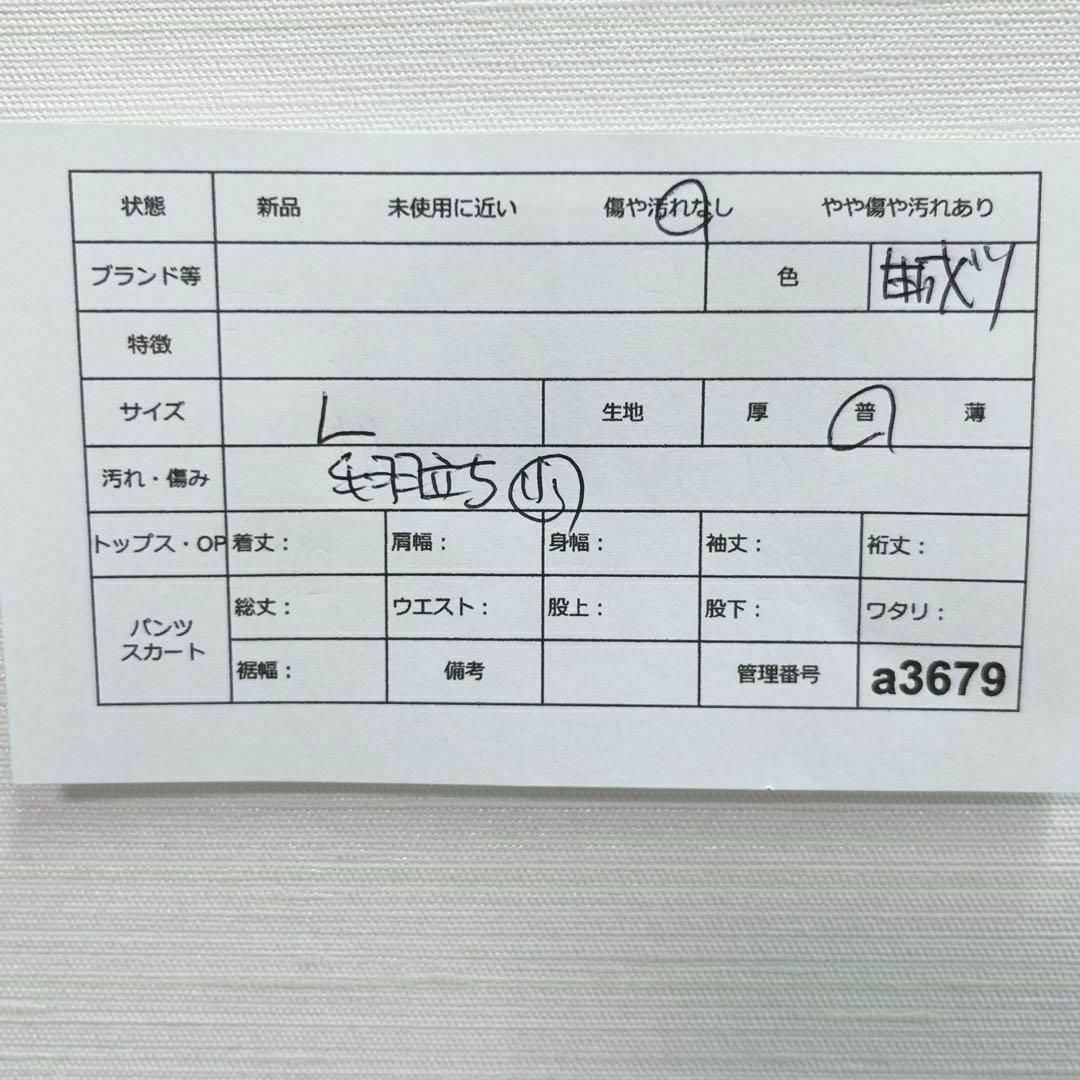 状態 新品 未使用に近い 傷や汚れなし やや傷や汚れあり
ブランド等 色
特徴
サイズ L 生地 厚 普 薄
汚れ・傷み 毛羽立ち 小
トップス・OP 着丈： 肩幅： 身幅： 袖丈： 裄丈：
パンツ スカート 総丈： ウエスト： 股上： 股下： ワタリ：
裾幅： 備考 管理番号 a3679